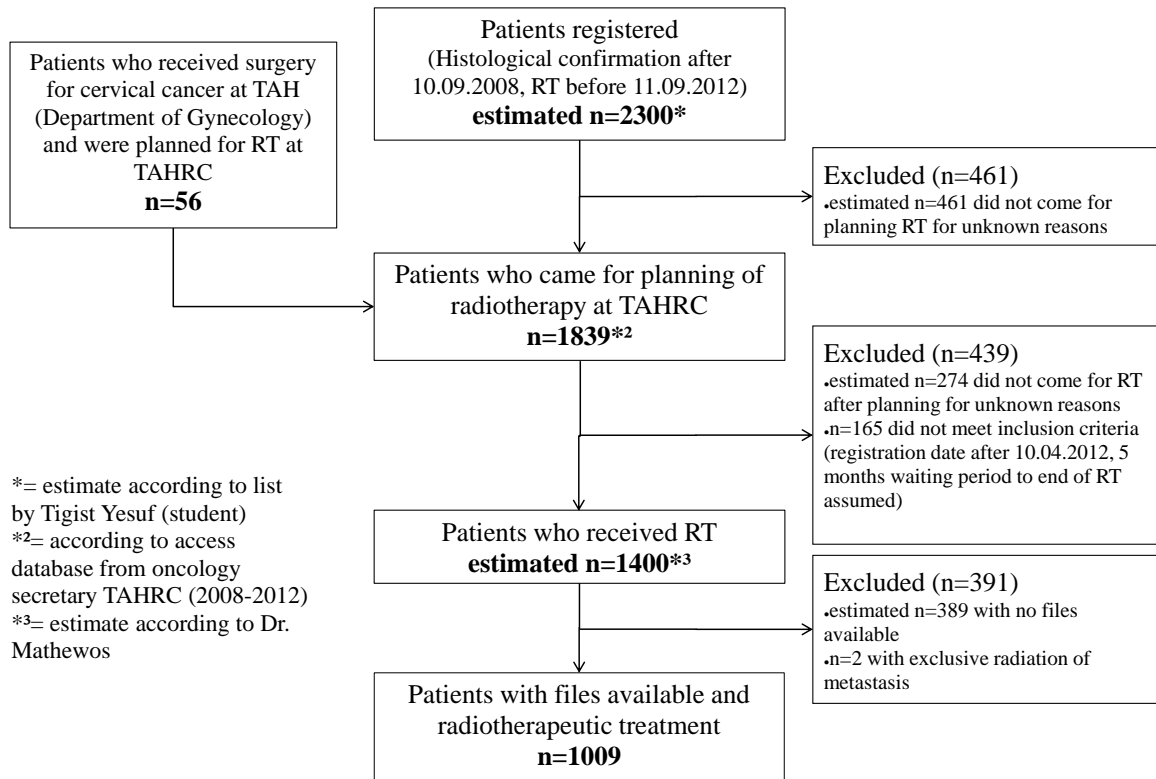 Patients registered
(Histological confirmation after
10.09.2008, RT before 11.09.2012)
estimated n=2300*
Patients who received surgery
for cervical cancer at TAH
(Department of Gynecology)
and were planned for RT at
TAHRC
n=56
Excluded (n=461)
•estimated n=461 did not come for
planning RT for unknown reasons
Patients who came for planning of
radiotherapy at TAHRC
n=1839*²
Excluded (n=439)
•estimated n=274 did not come for RT
after planning for unknown reasons
•n=165 did not meet inclusion criteria
(registration date after 10.04.2012, 5
months waiting period to end of RT
assumed)
*= estimate according to list
by Tigist Yesuf (student)
*²= according to access
database from oncology
secretary TAHRC (2008-2012)
*³= estimate according to Dr.
Mathewos
Patients who received RT
estimated n=1400*³
Excluded (n=391)
•estimated n=389 with no files
available
•n=2 with exclusive radiation of
metastasis
Patients with files available and
radiotherapeutic treatment
n=1009